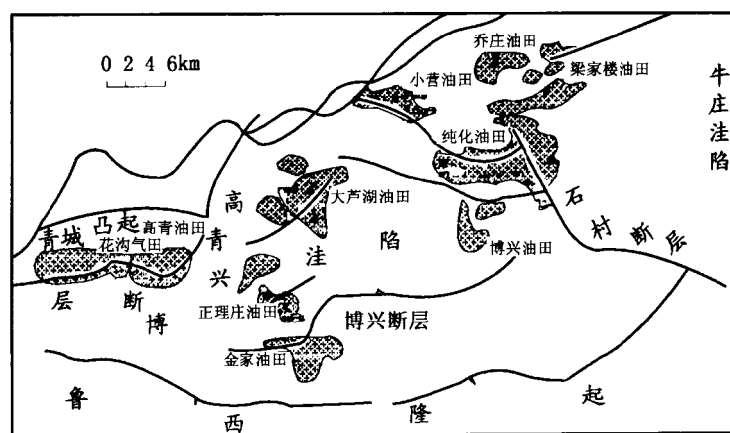 0 2 4 6km
乔庄油田
小营油田
梁家楼油田
牛庄洼陷
纯化油田
大芦湖油田
高青
断层
石村断层
青城凸起
高青油田
花沟气田
博兴洼陷
博兴油田
正理庄油田
博兴断层
金家油田
鲁西隆起